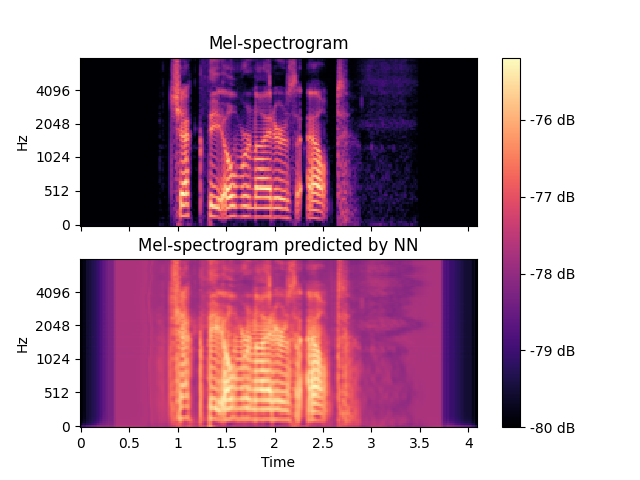 Mel-spectrogram
Hz
4096
2048
1024
512
0
Mel-spectrogram predicted by NN
Hz
4096
2048
1024
512
0
0 0.5 1 1.5 2 2.5 3 3.5 4
Time
-76 dB
-77 dB
-78 dB
-79 dB
-80 dB